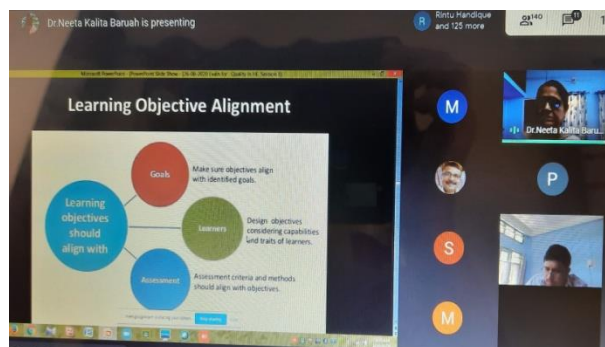 Dr.Neeta Kalita Baruah is presenting
R
Rintu Handique
and 125 more
140
11
Learning Objective Alignment
Learning
objectives
should
align with
Goals
Make sure objectives align
with identified goals.
Learners
Design objectives
considering capabilities
and traits of learners.
Assessment
Assessment criteria and methods
should align with objectives.
M
Dr.Neeta Kalita Baru...
P
S
M